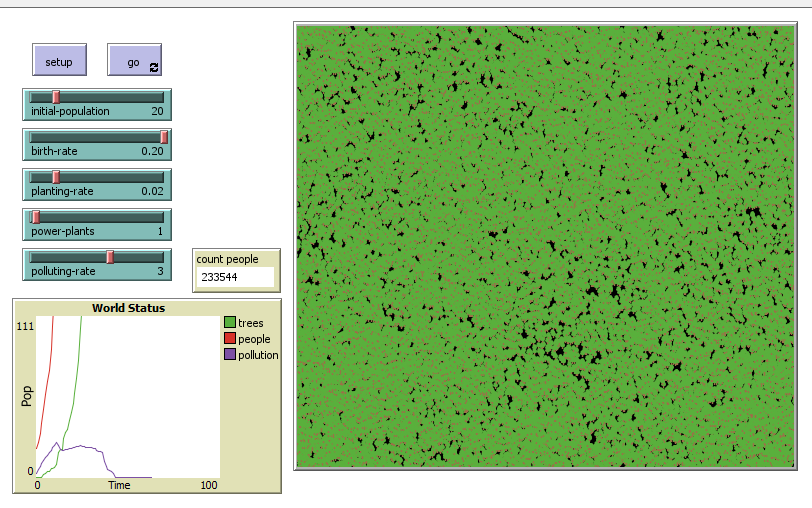 setup
go
initial-population 20
birth-rate 0.20
planting-rate 0.02
power-plants 1
polluting-rate 3
count people
233544
World Status
111
Pop
0
0 Time 100
trees
people
pollution